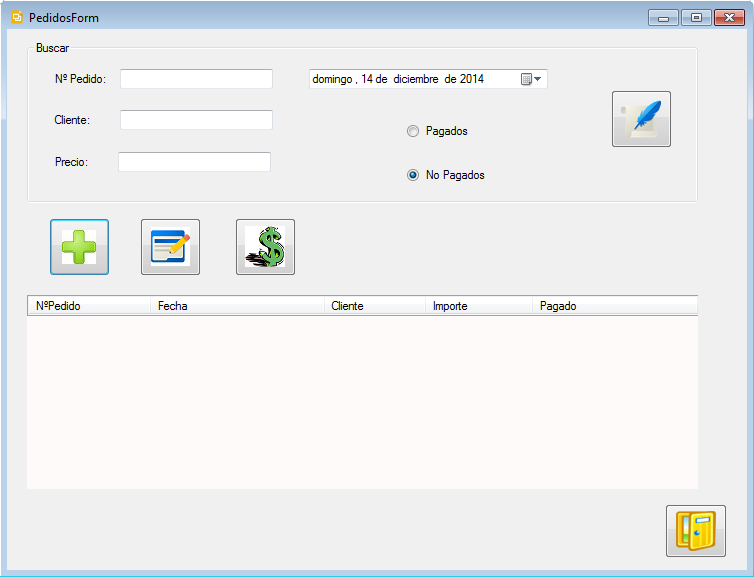 PedidosForm
Buscar
Nº Pedido:
domingo , 14 de diciembre de 2014
Cliente:
Pagados
Precio:
No Pagados
NºPedido Fecha Cliente Importe Pagado